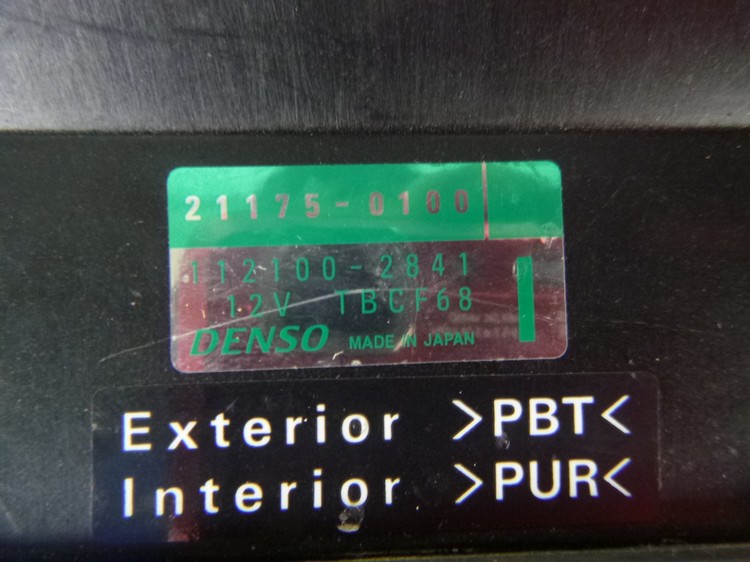 21175-0100
112100-2841
12V TBCF68
DENSO MADE IN JAPAN
Exterior >PBT<
Interior >PUR<